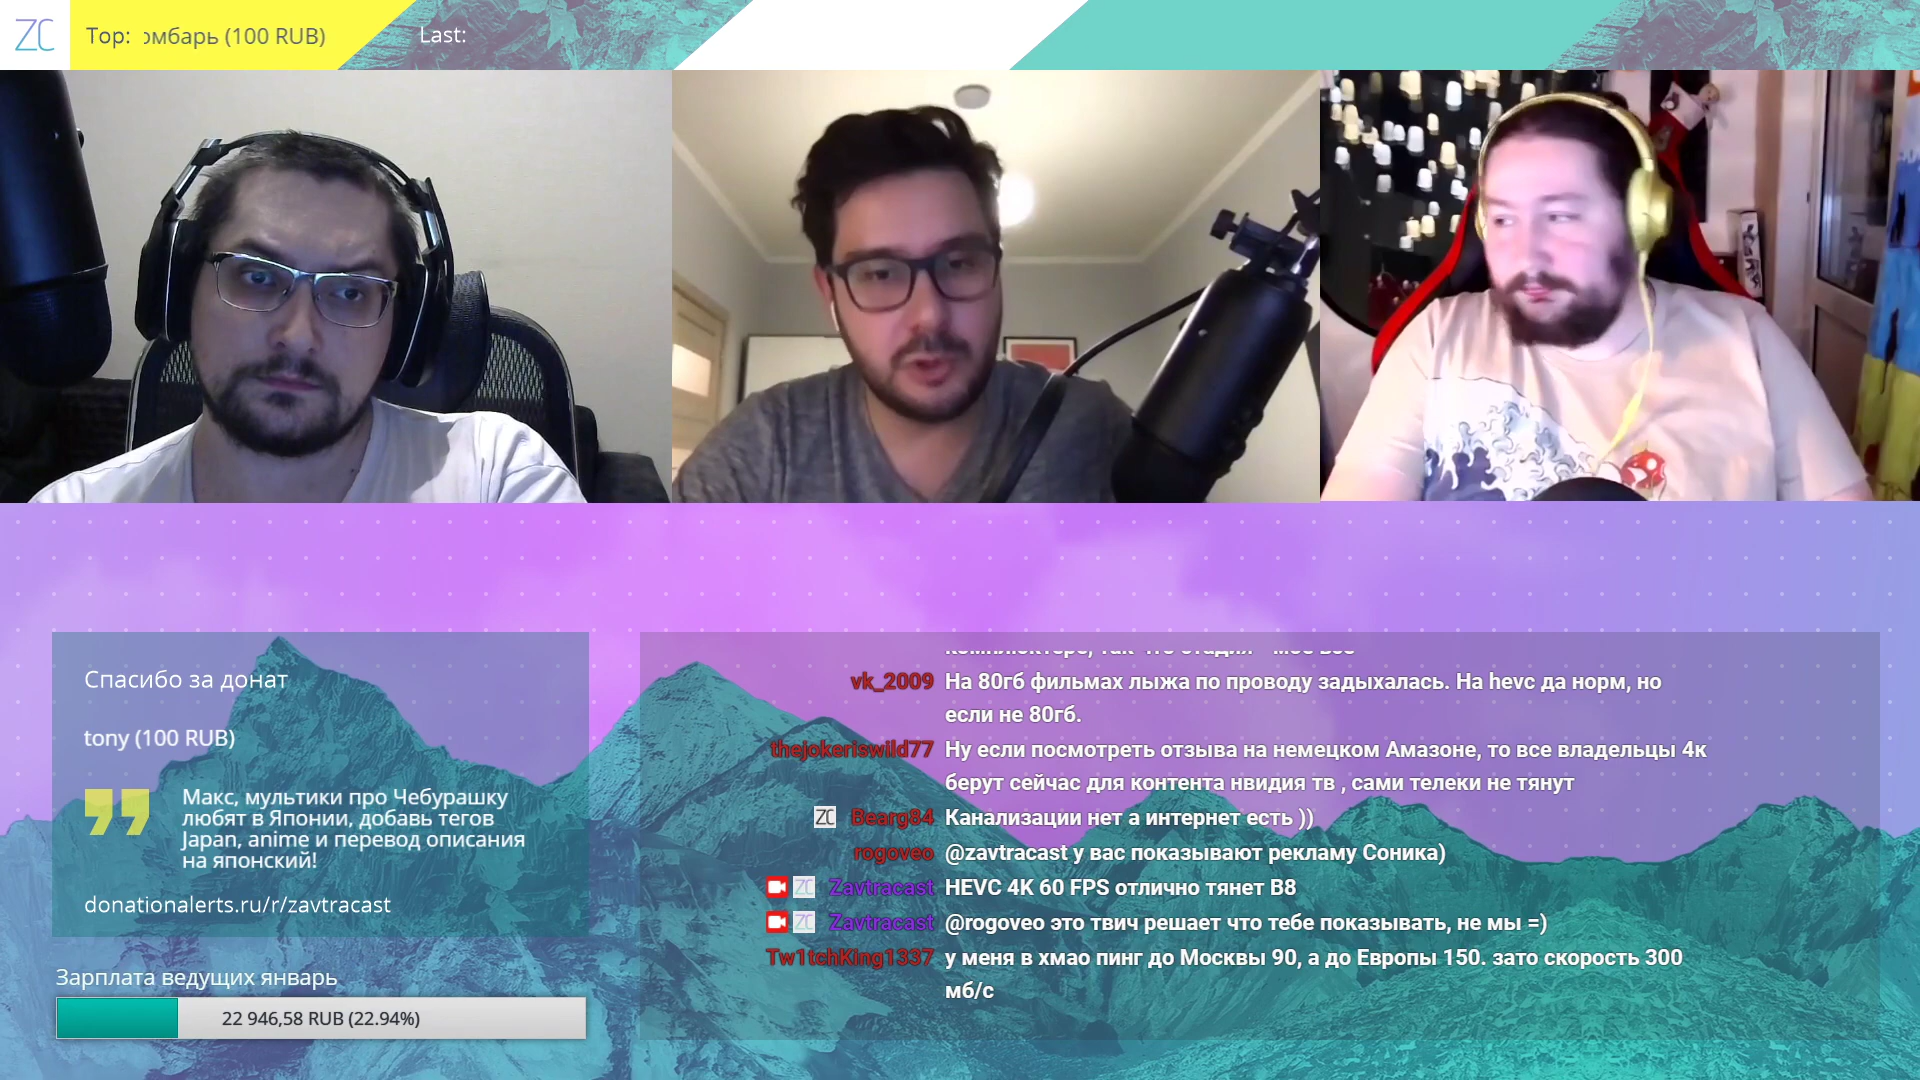 ZC
Top: омбарь (100 RUB)
Last:
Спасибо за донат
tony (100 RUB)
Макс, мультики про Чебурашку
любят в Японии, добавь тегов
Japan, anime и перевод описания
на японский!
donationalerts.ru/r/zavtracast
Зарплата ведущих январь
22 946,58 RUB (22.94%)
vk_2009 На 80гб фильмах лыжа по проводу задыхалась. На hevc да норм, но
если не 80гб.
thejokeriswild77 Ну если посмотреть отзыва на немецком Амазоне, то все владельцы 4к
берут сейчас для контента нвидия тв , сами телеки не тянут
ZC Bearg84 Канализации нет а интернет есть ))
rogoveo @zavtracast у вас показывают рекламу Соника)
ZC Zavtracast HEVC 4K 60 FPS отлично тянет B8
ZC Zavtracast @rogoveo это твич решает что тебе показывать, не мы =)
Tw1tchKing1337 у меня в хмао пинг до Москвы 90, а до Европы 150. зато скорость 300
мб/с